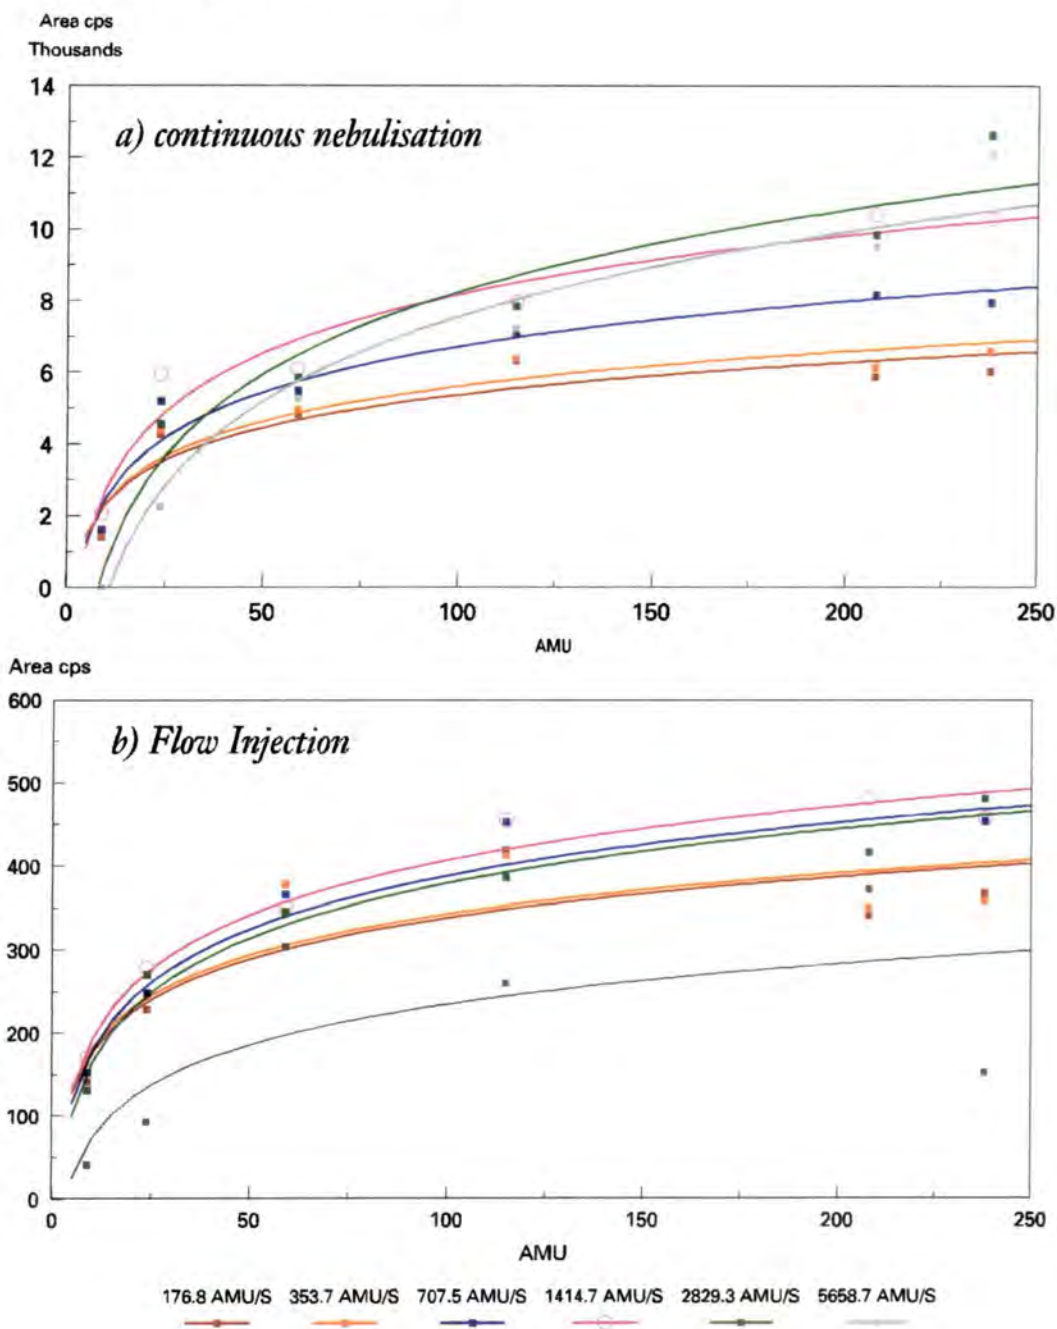 Area cps
Thousands
14
a) continuous nebulisation
12
10
8
6
4
2
0
0 50 100 150 200 250
AMU
Area cps
600
b) Flow Injection
500
400
300
200
100
0
0 50 100 150 200 250
AMU
176.8 AMU/S 353.7 AMU/S 707.5 AMU/S 1414.7 AMU/S 2829.3 AMU/S 5658.7 AMU/S